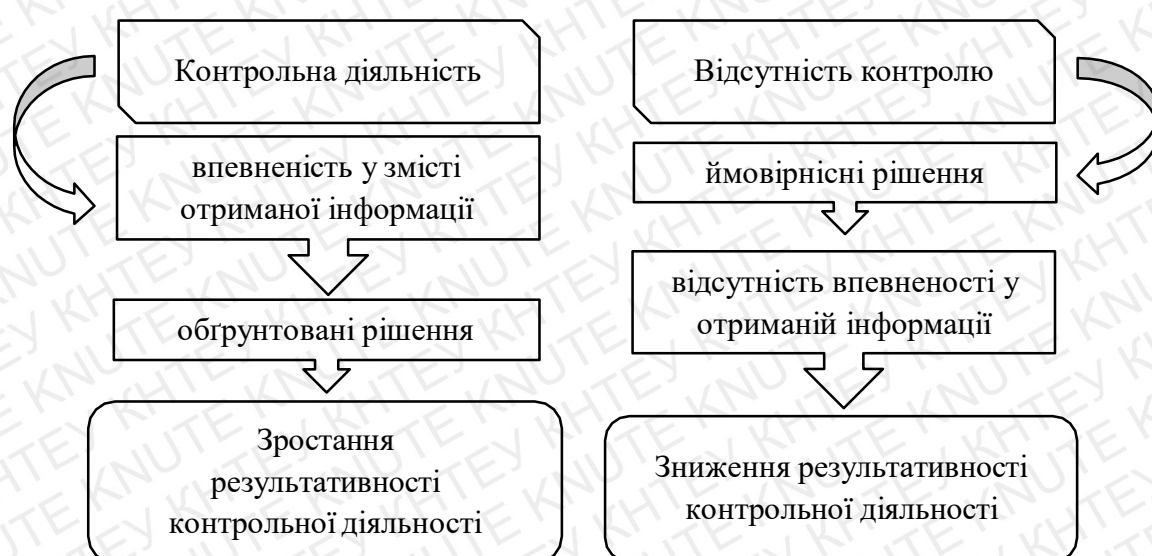 Контрольна діяльність
впевненість у змісті
отриманої інформації
обґрунтовані рішення
Зростання
результативності
контрольної діяльності
Відсутність контролю
ймовірнісні рішення
відсутність впевненості у
отриманій інформації
Зниження результативності
контрольної діяльності